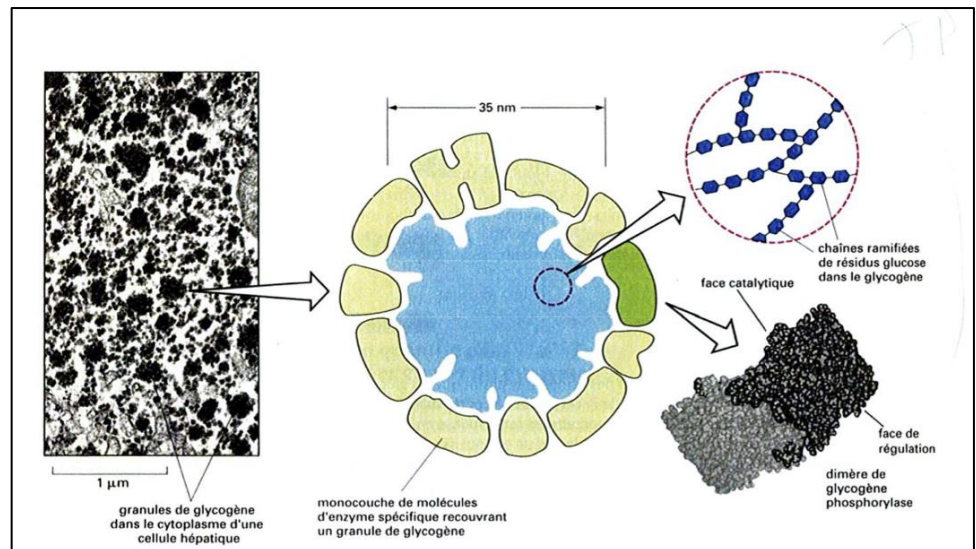 TP
35 nm
chaînes ramifiées
de résidus glucose
dans le glycogène
face catalytique
face de
régulation
dimère de
glycogène
phosphorylase
1 µm
granules de glycogène
dans le cytoplasme d'une
cellule hépatique
monocouche de molécules
d'enzyme spécifique recouvrant
un granule de glycogène